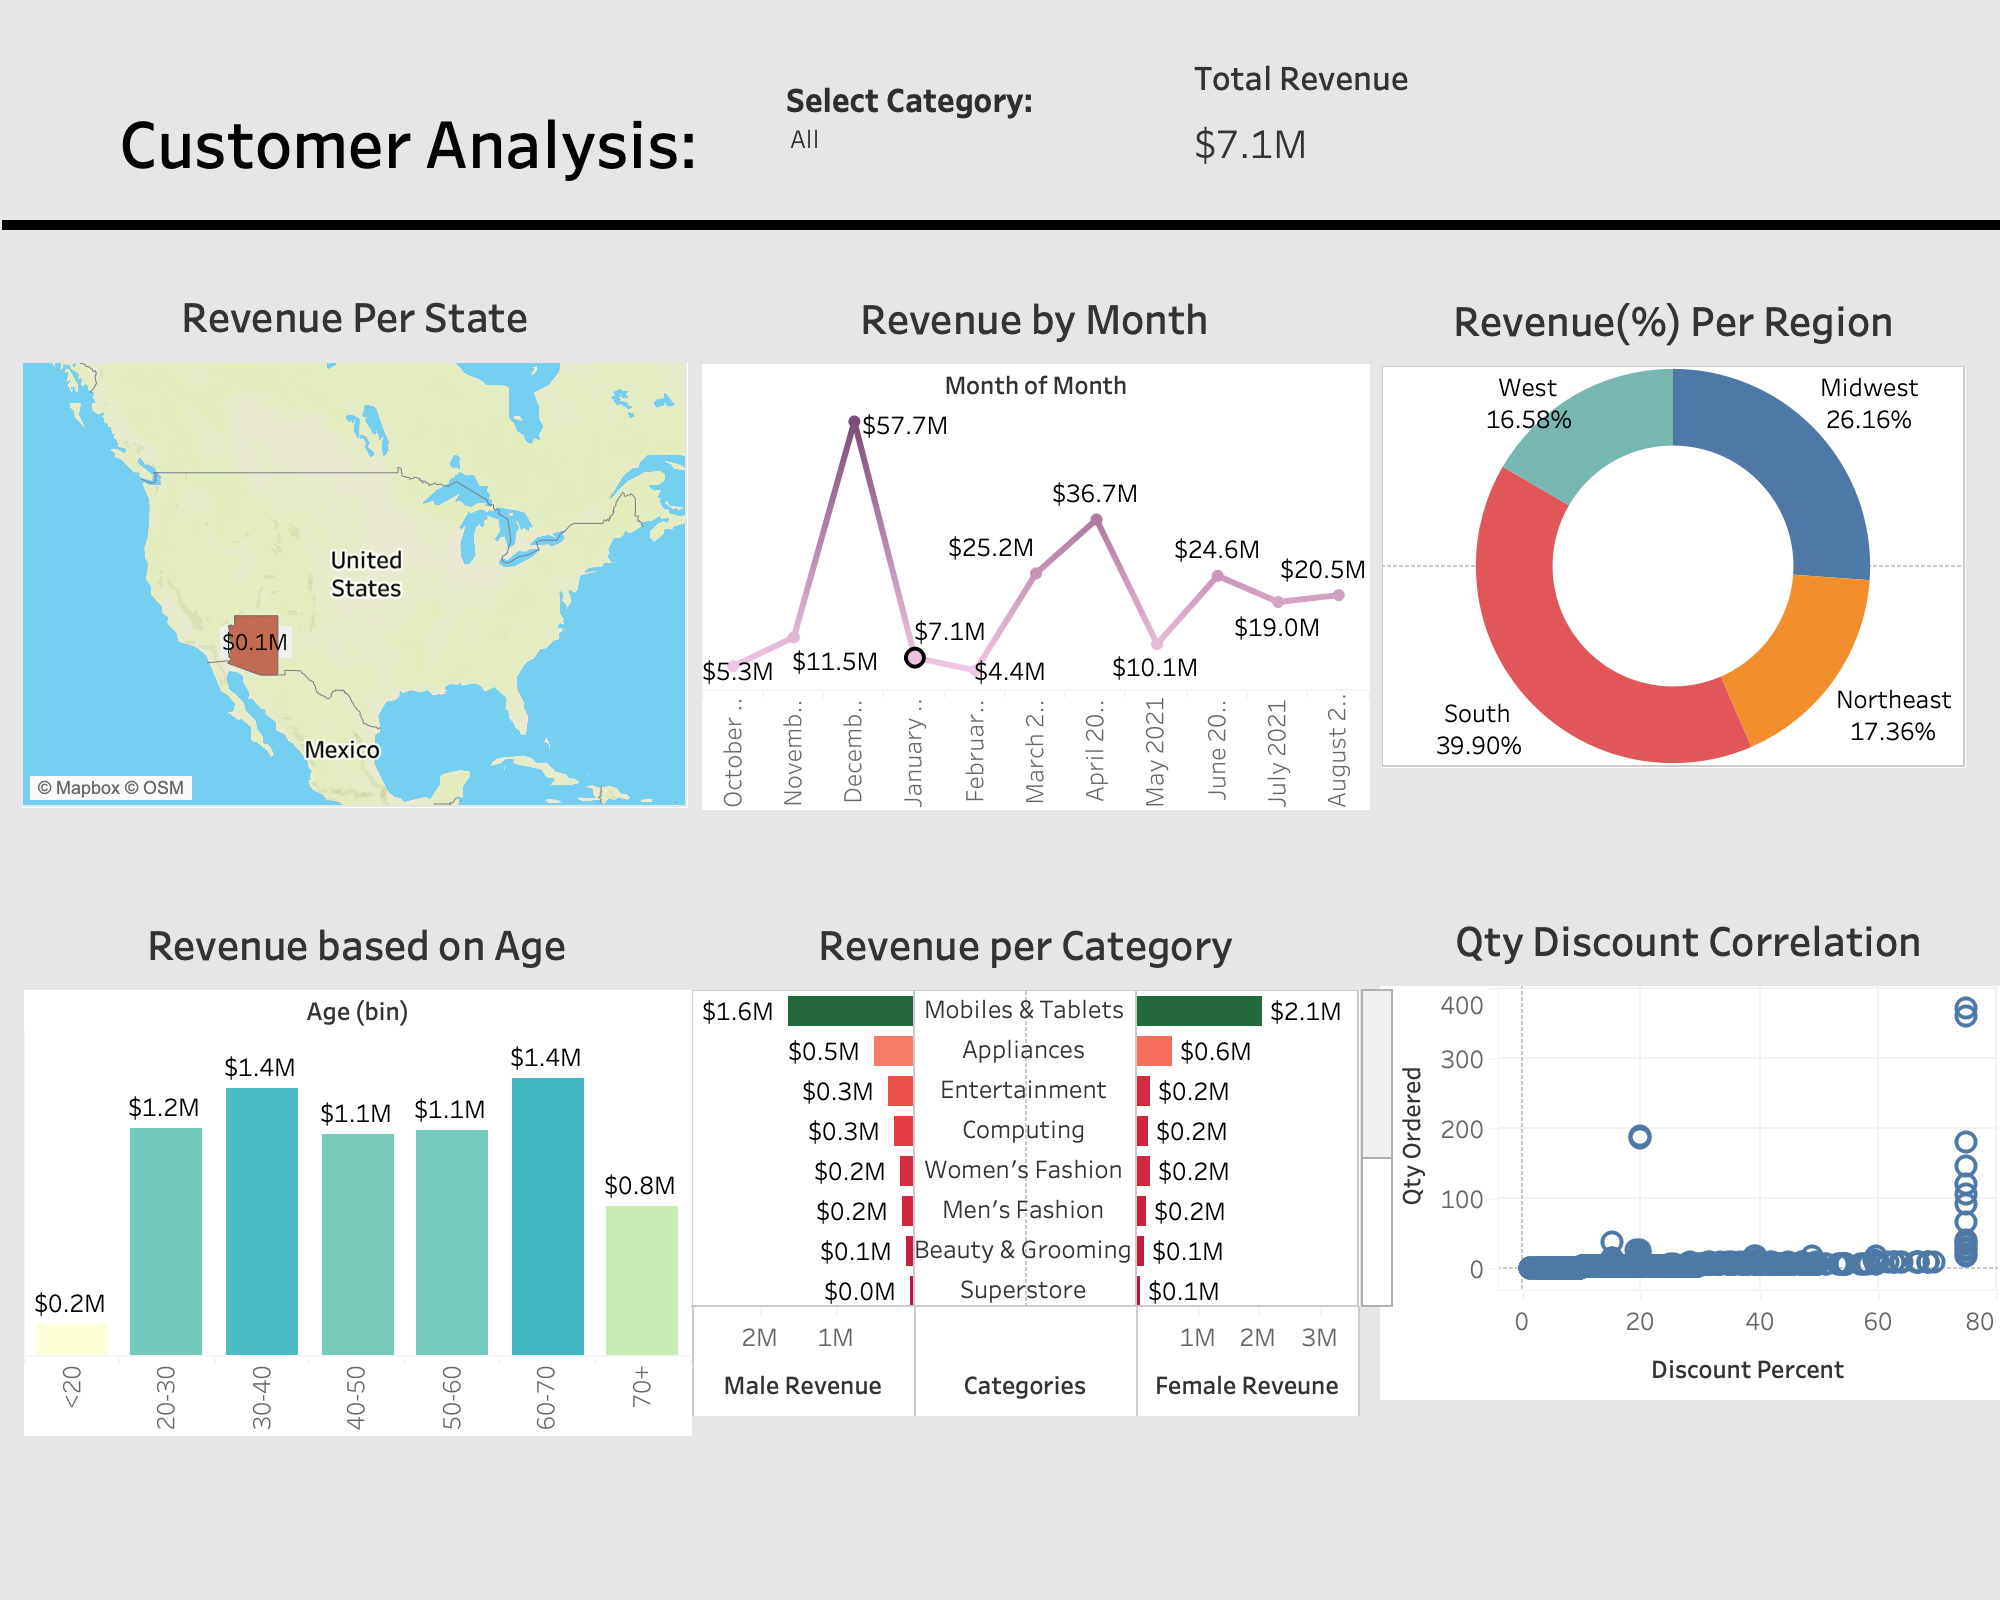 Customer Analysis:
Select Category:
All
Total Revenue
$7.1M
Revenue Per State
United
States
$0.1M
Mexico
© Mapbox © OSM
Revenue by Month
Month of Month
$57.7M
$36.7M
$25.2M
$24.6M
$20.5M
$7.1M
$19.0M
$5.3M
$11.5M
$4.4M
$10.1M
October ..
Novemb..
Decemb..
January ..
Februar..
March 2..
April 20..
May 2021
June 20..
July 2021
August 2..
Revenue(%) Per Region
West
16.58%
Midwest
26.16%
South
39.90%
Northeast
17.36%
Revenue based on Age
Age (bin)
$0.2M
$1.2M
$1.4M
$1.1M
$1.1M
$1.4M
$0.8M
<20
20-30
30-40
40-50
50-60
60-70
70+
Revenue per Category
$1.6M Mobiles & Tablets $2.1M
$0.5M Appliances $0.6M
$0.3M Entertainment $0.2M
$0.3M Computing $0.2M
$0.2M Women's Fashion $0.2M
$0.2M Men's Fashion $0.2M
$0.1M Beauty & Grooming $0.1M
$0.0M Superstore $0.1M
2M 1M 1M 2M 3M
Male Revenue Categories Female Reveune
Qty Discount Correlation
Qty Ordered
400
300
200
100
0
0 20 40 60 80
Discount Percent